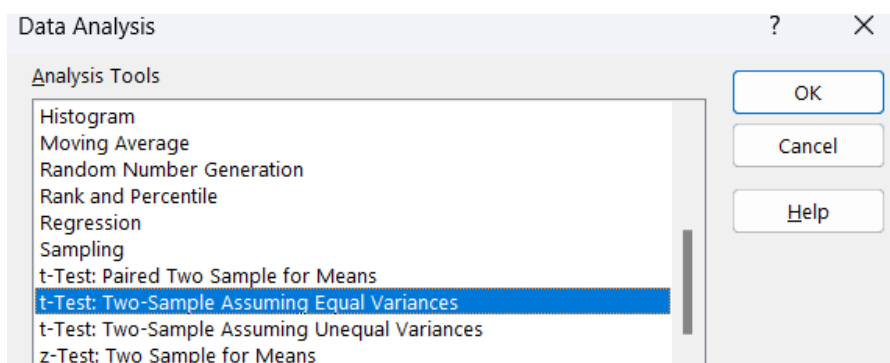 Data Analysis
?
Analysis Tools
Histogram
Moving Average
Random Number Generation
Rank and Percentile
Regression
Sampling
t-Test: Paired Two Sample for Means
t-Test: Two-Sample Assuming Equal Variances
t-Test: Two-Sample Assuming Unequal Variances
z-Test: Two Sample for Means
OK
Cancel
Help